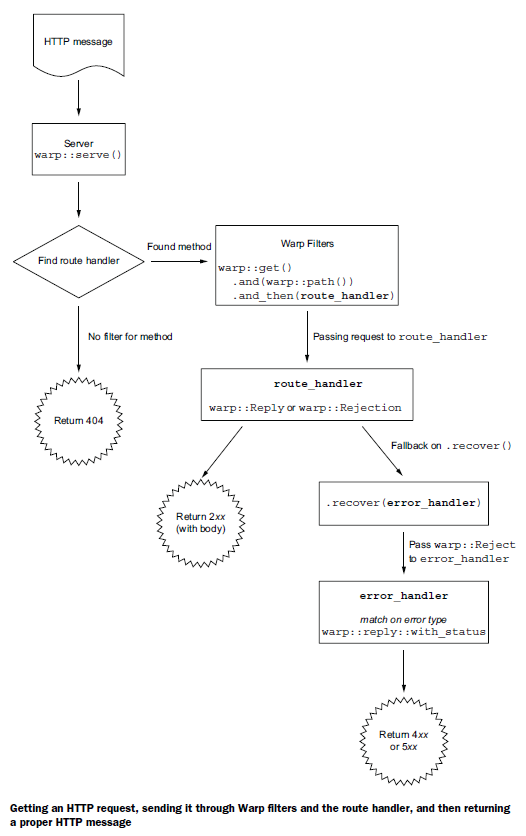 HTTP message
Server
warp::serve()
Find route handler
Found method
Warp Filters
warp::get()
.and(warp::path())
.and_then(route_handler)
No filter for method
Passing request to route_handler
Return 404
route_handler
warp::Reply or warp::Rejection
Fallback on .recover()
Return 2xx
(with body)
.recover(error_handler)
Pass warp::Reject
to error_handler
error_handler
match on error type
warp::reply::with_status
Return 4xx
or 5xx
Getting an HTTP request, sending it through Warp filters and the route handler, and then returning
a proper HTTP message